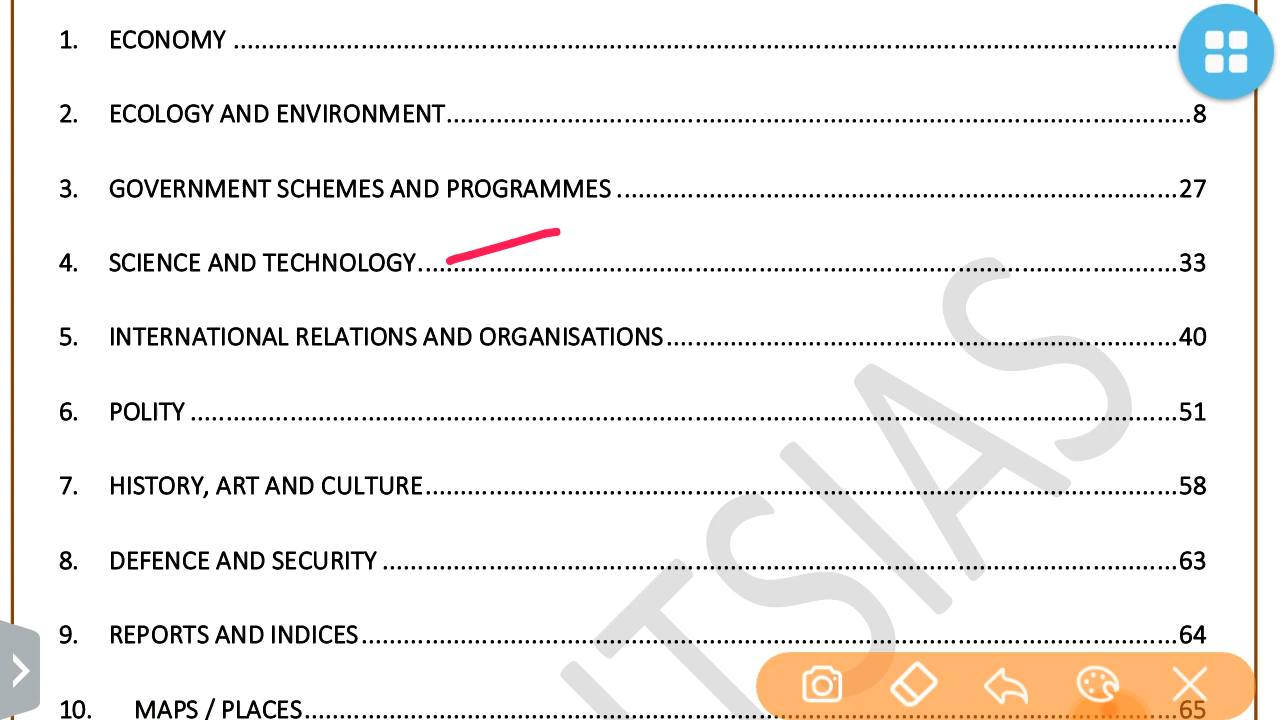 1. ECONOMY ........................................................................................................................
2. ECOLOGY AND ENVIRONMENT.................................................................................................8
3. GOVERNMENT SCHEMES AND PROGRAMMES ..........................................................................27
4. SCIENCE AND TECHNOLOGY....................................................................................................33
5. INTERNATIONAL RELATIONS AND ORGANISATIONS...................................................................40
6. POLITY ..................................................................................................................................51
7. HISTORY, ART AND CULTURE...................................................................................................58
8. DEFENCE AND SECURITY ........................................................................................................63
9. REPORTS AND INDICES...........................................................................................................64
10. MAPS / PLACES.....................................................................................................................65